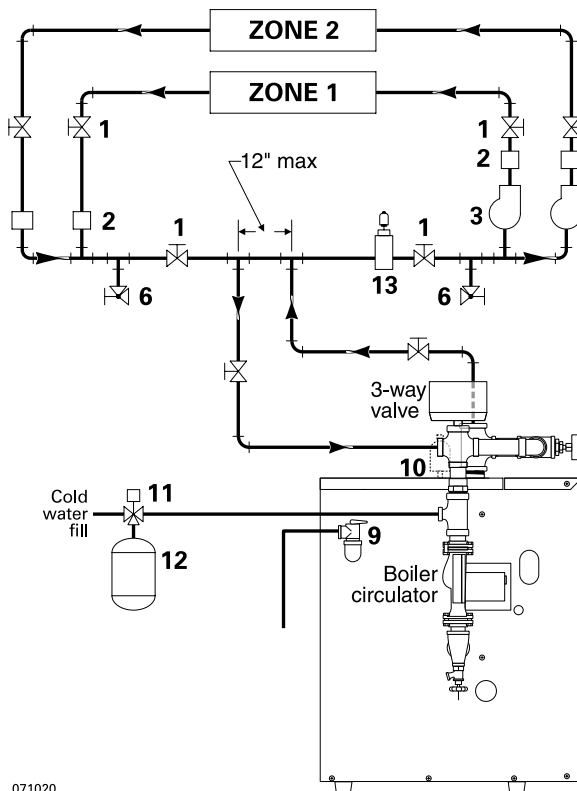 ZONE 2
ZONE 1
1
1
2
12" max
3
2
1
1
6
13
6
3-way
valve
10
11
Cold
water
fill
9
12
Boiler
circulator
071020